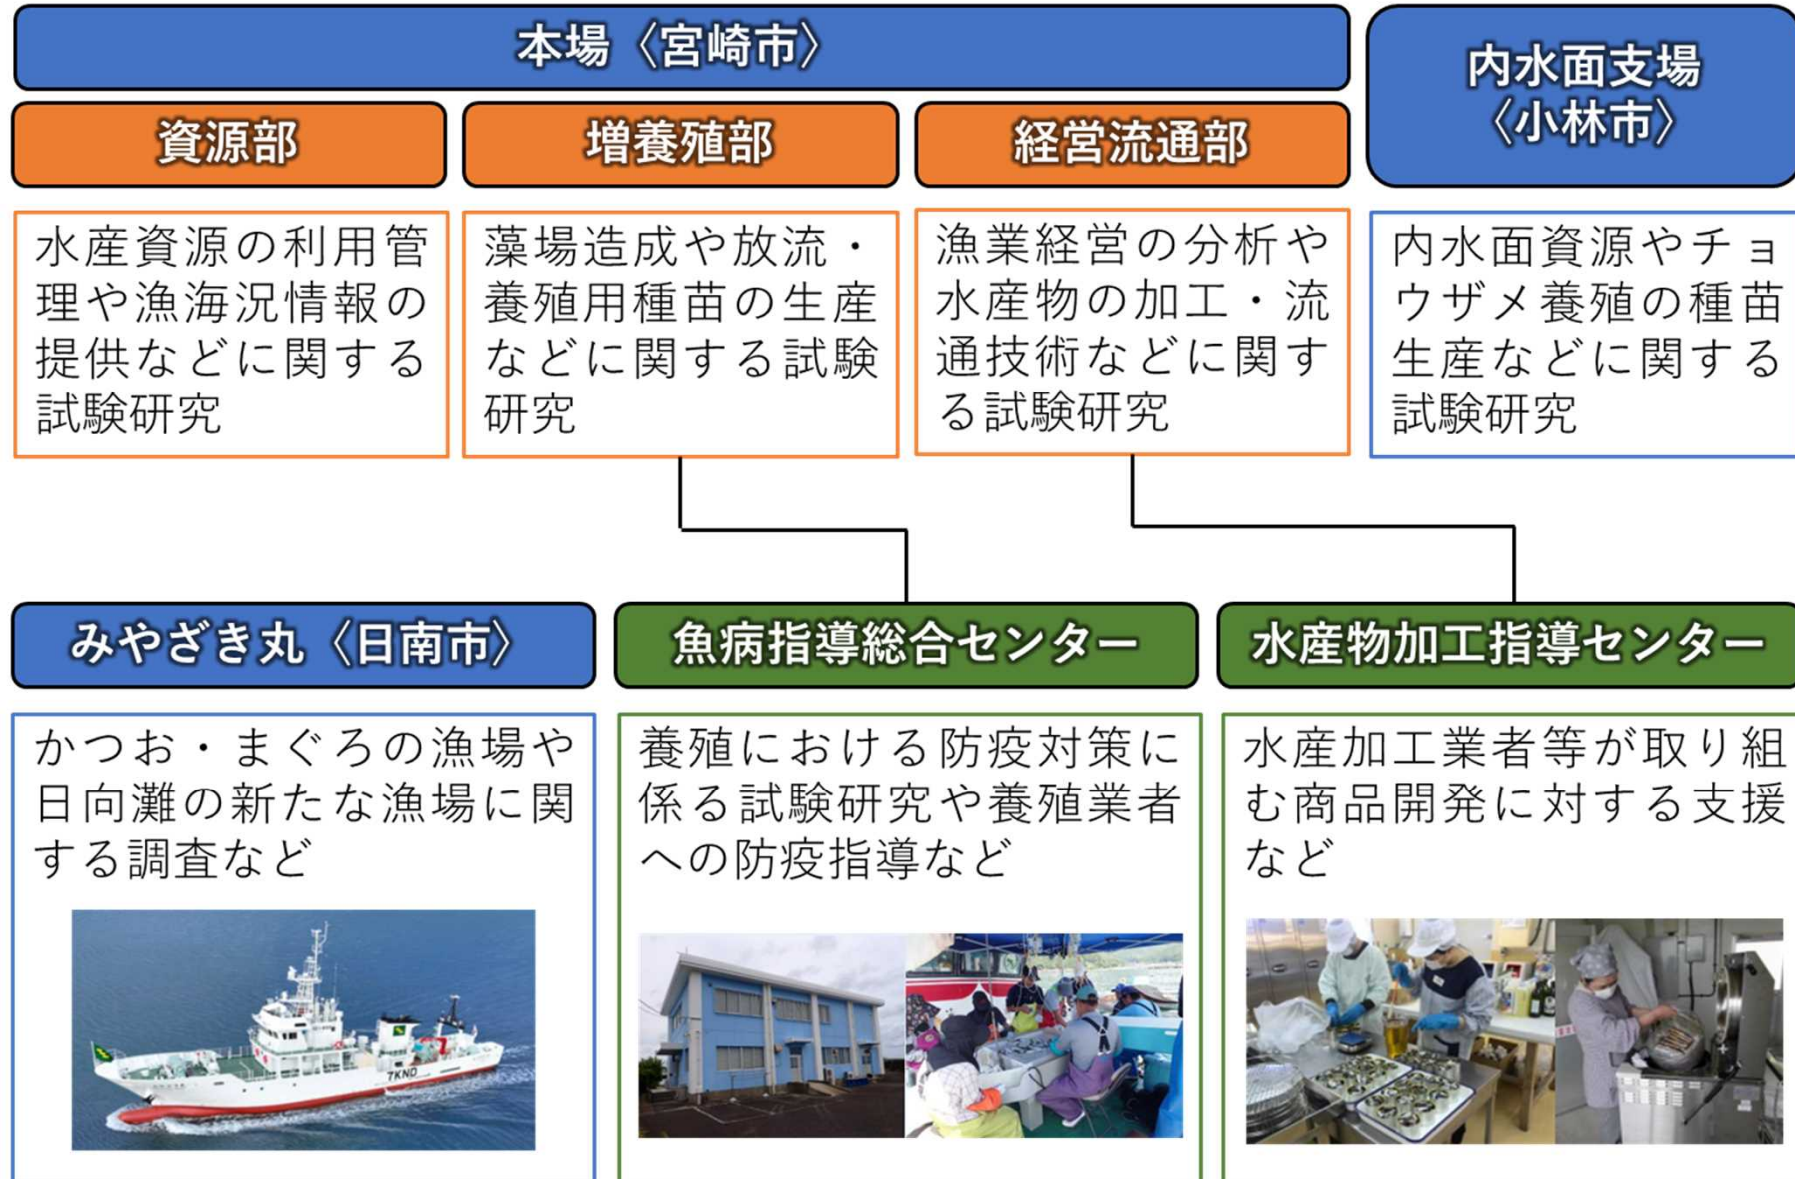 本場〈宮崎市〉
資源部
増養殖部
経営流通部
内水面支場
〈小林市〉
水産資源の利用管
理や漁海況情報の
提供などに関する
試験研究
藻場造成や放流・
養殖用種苗の生産
などに関する試験
研究
漁業経営の分析や
水産物の加工・流
通技術などに関す
る試験研究
内水面資源やチョ
ウザメ養殖の種苗
生産などに関する
試験研究
みやざき丸〈日南市〉
かつお・まぐろの漁場や
日向灘の新たな漁場に関
する調査など
7KND
魚病指導総合センター
養殖における防疫対策に
係る試験研究や養殖業者
への防疫指導など
水産物加工指導センター
水産加工業者等が取り組
む商品開発に対する支援
など